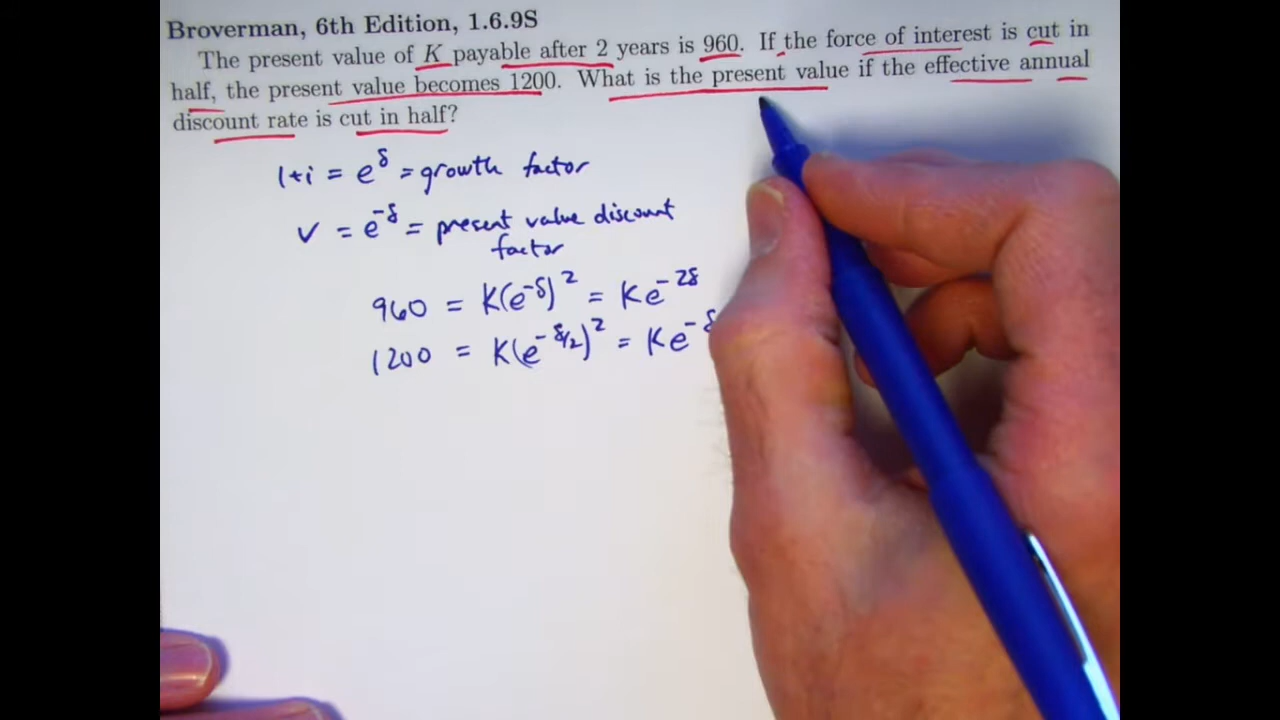 Broverman, 6th Edition, 1.6.9S
The present value of K payable after 2 years is 960. If the force of interest is cut in
half, the present value becomes 1200. What is the present value if the effective annual
discount rate is cut in half?
1+i = e^δ = growth factor
v = e^-δ = present value discount
factor
960 = K(e^-δ)^2 = Ke^-2δ
1200 = K(e^-δ/2)^2 = Ke^-δ